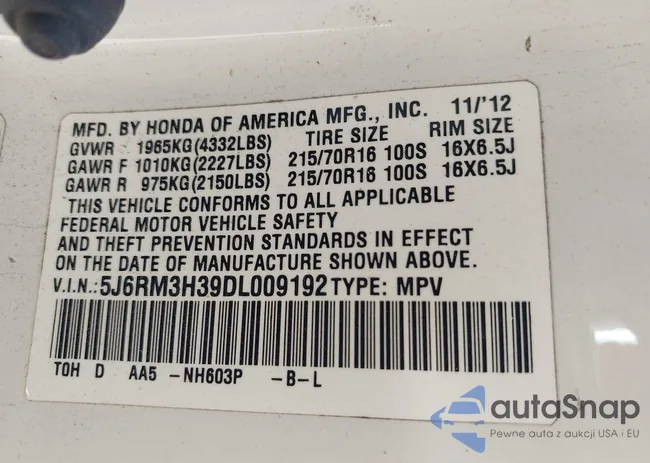 MFD. BY HONDA OF AMERICA MFG., INC. 11/'12
GVWR 1965KG(4332LBS) TIRE SIZE RIM SIZE
GAWR F 1010KG(2227LBS) 215/70R16 100S 16X6.5J
GAWR R 975KG(2150LBS) 215/70R16 100S 16X6.5J
THIS VEHICLE CONFORMS TO ALL APPLICABLE
FEDERAL MOTOR VEHICLE SAFETY
AND THEFT PREVENTION STANDARDS IN EFFECT
ON THE DATE OF MANUFACTURE SHOWN ABOVE.
V.I.N.: 5J6RM3H39DL009192 TYPE: MPV
TOH D AA5 -NH603P -B-L
autaSnap
Pewne auta z aukcji USA i EU